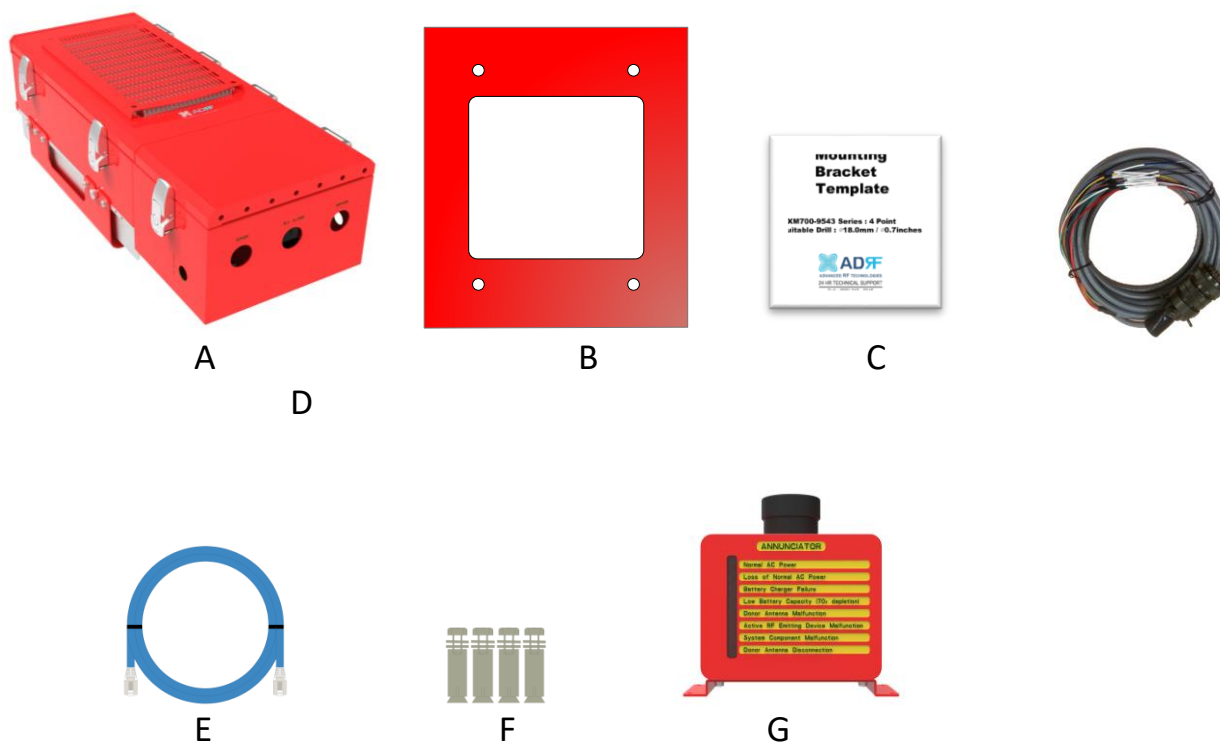 ADRF
Mounting
Bracket
Template
XM700-9543 Series : 4 Point
uitable Drill : ∅18.0mm / ∅0.7inches
ADRF
ADVANCED RF TECHNOLOGIES
24 HR TECHNICAL SUPPORT
A
B
C
D
ANNUNCIATOR
Normal AC Power
Loss of Normal AC Power
Battery Charger Failure
Low Battery Capacity (70% depletion)
Donor Antenna Malfunction
Active RF Emitting Device Malfunction
System Component Malfunction
Donor Antenna Disconnection
E
F
G